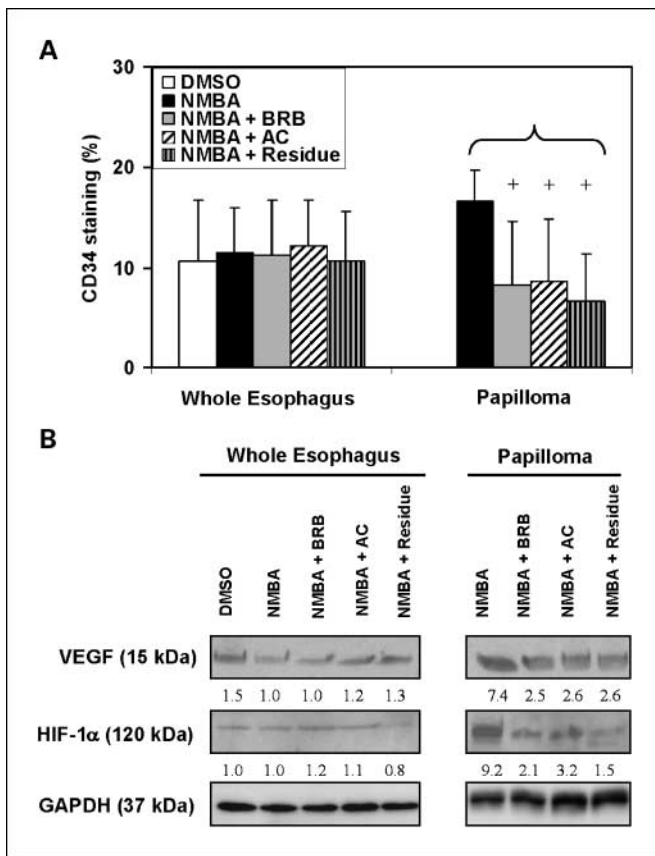 A
30
20
10
0
CD34 staining (%)
DMSO
NMBA
NMBA + BRB
NMBA + AC
NMBA + Residue
+ + +
Whole Esophagus Papilloma
B
Whole Esophagus Papilloma
DMSO NMBA NMBA + BRB NMBA + AC NMBA + Residue NMBA NMBA + BRB NMBA + AC NMBA + Residue
VEGF (15 kDa)
1.5 1.0 1.0 1.2 1.3 7.4 2.5 2.6 2.6
HIF-1α (120 kDa)
1.0 1.0 1.2 1.1 0.8 9.2 2.1 3.2 1.5
GAPDH (37 kDa)